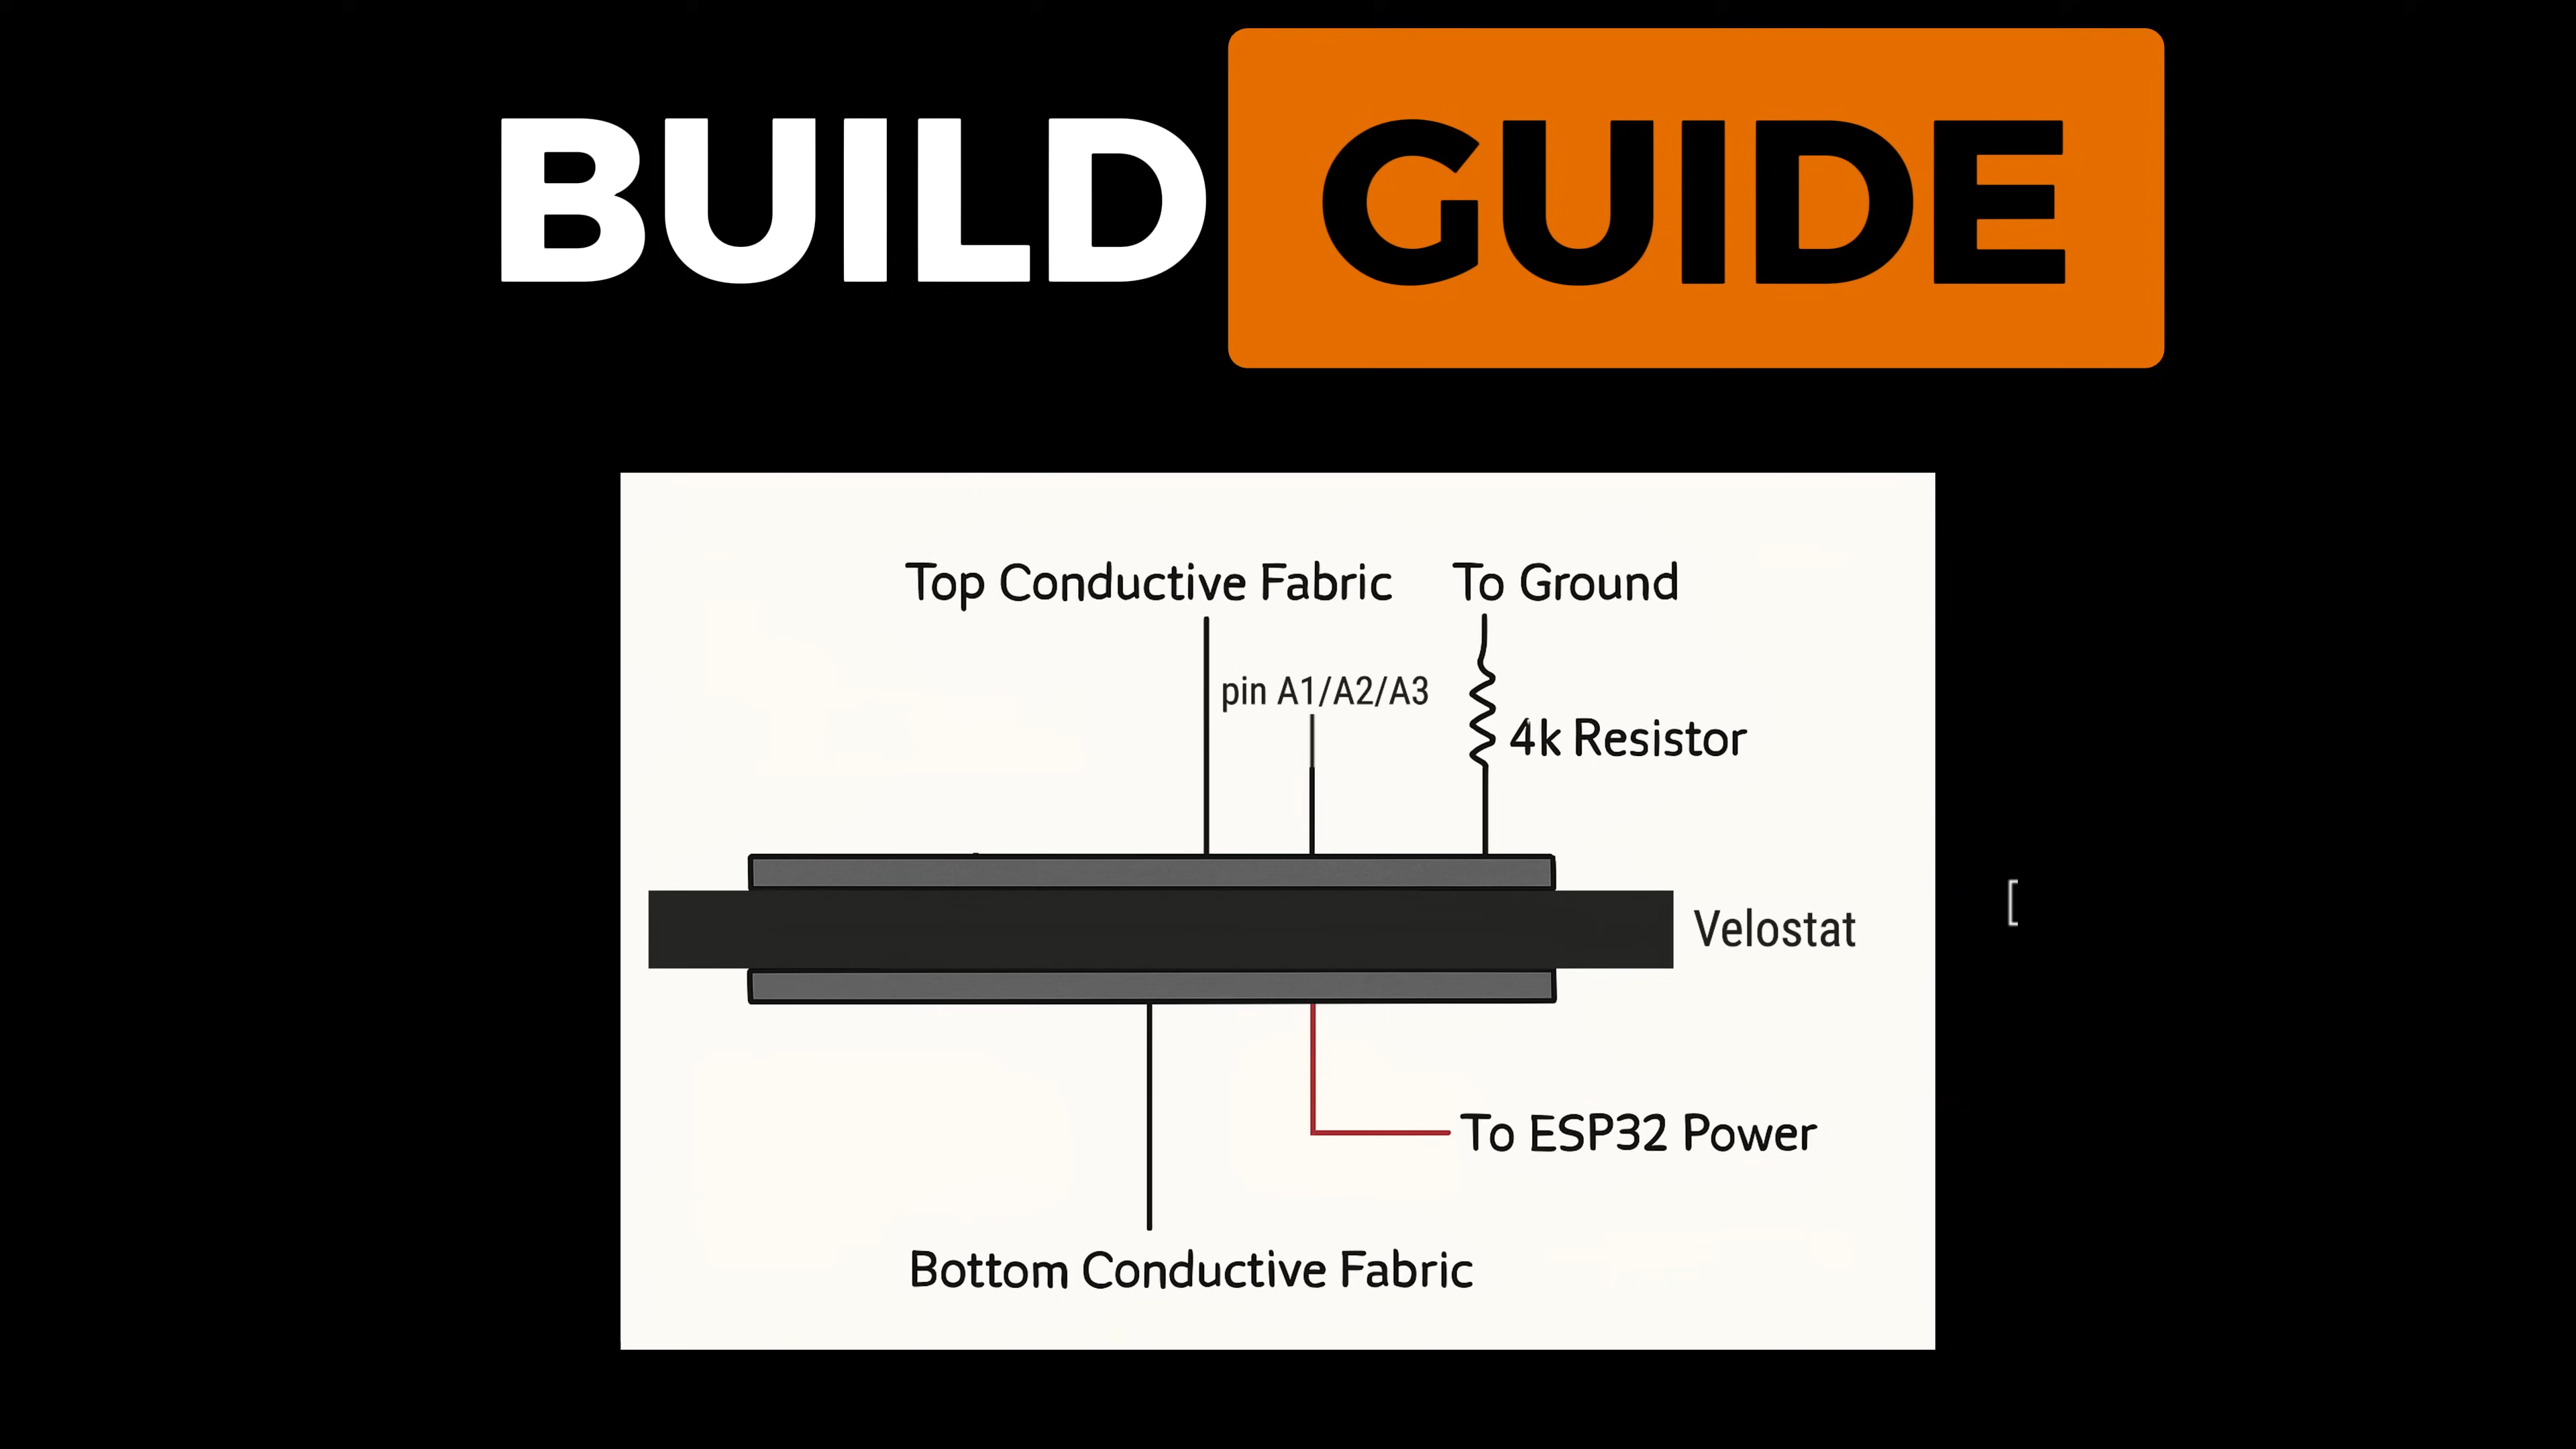 BUILD GUIDE
Top Conductive Fabric
To Ground
pin A1/A2/A3
4k Resistor
Velostat
[
To ESP32 Power
Bottom Conductive Fabric